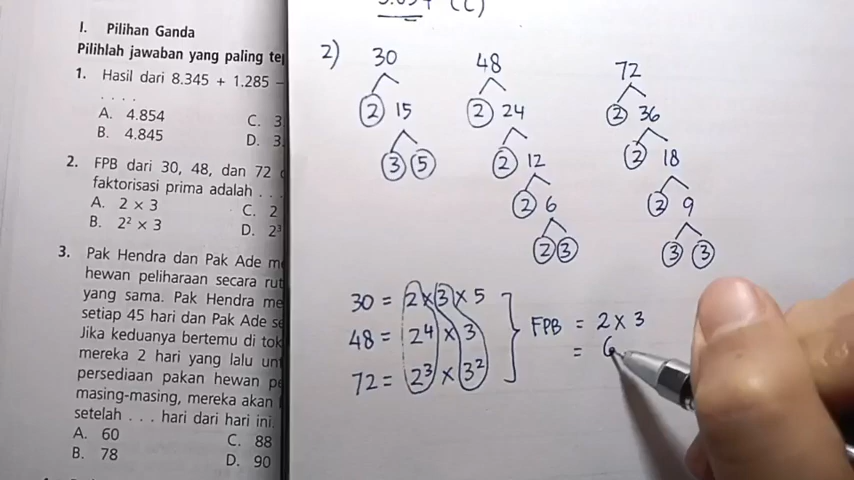 I. Pilihan Ganda
Pilihlah jawaban yang paling
1. Hasil dari 8.345 + 1.285 –
. . . .
A. 4.854
C. 3
B. 4.845
D. 3.
2. FPB dari 30, 48, dan 72
faktorisasi prima adalah . . .
A. 2 × 3
C. 2
B. 2² × 3
D. 2³
3. Pak Hendra dan Pak Ade
hewan peliharaan secara
yang sama. Pak Hendra
setiap 45 hari dan Pak Ade
Jika keduanya bertemu di
mereka 2 hari yang lalu
persediaan pakan hewan
masing-masing, mereka akan
setelah . . . hari dari hari ini.
A. 60
C. 88
B. 78
D. 90
(C)
2) 30 48 72
2 15 2 24 2 36
3 5 2 12 2 18
2 6 2 9
2 3 3 3
30 = 2 × 3 × 5
48 = 2⁴ × 3
72 = 2³ × 3²
FPB = 2 × 3
= 6